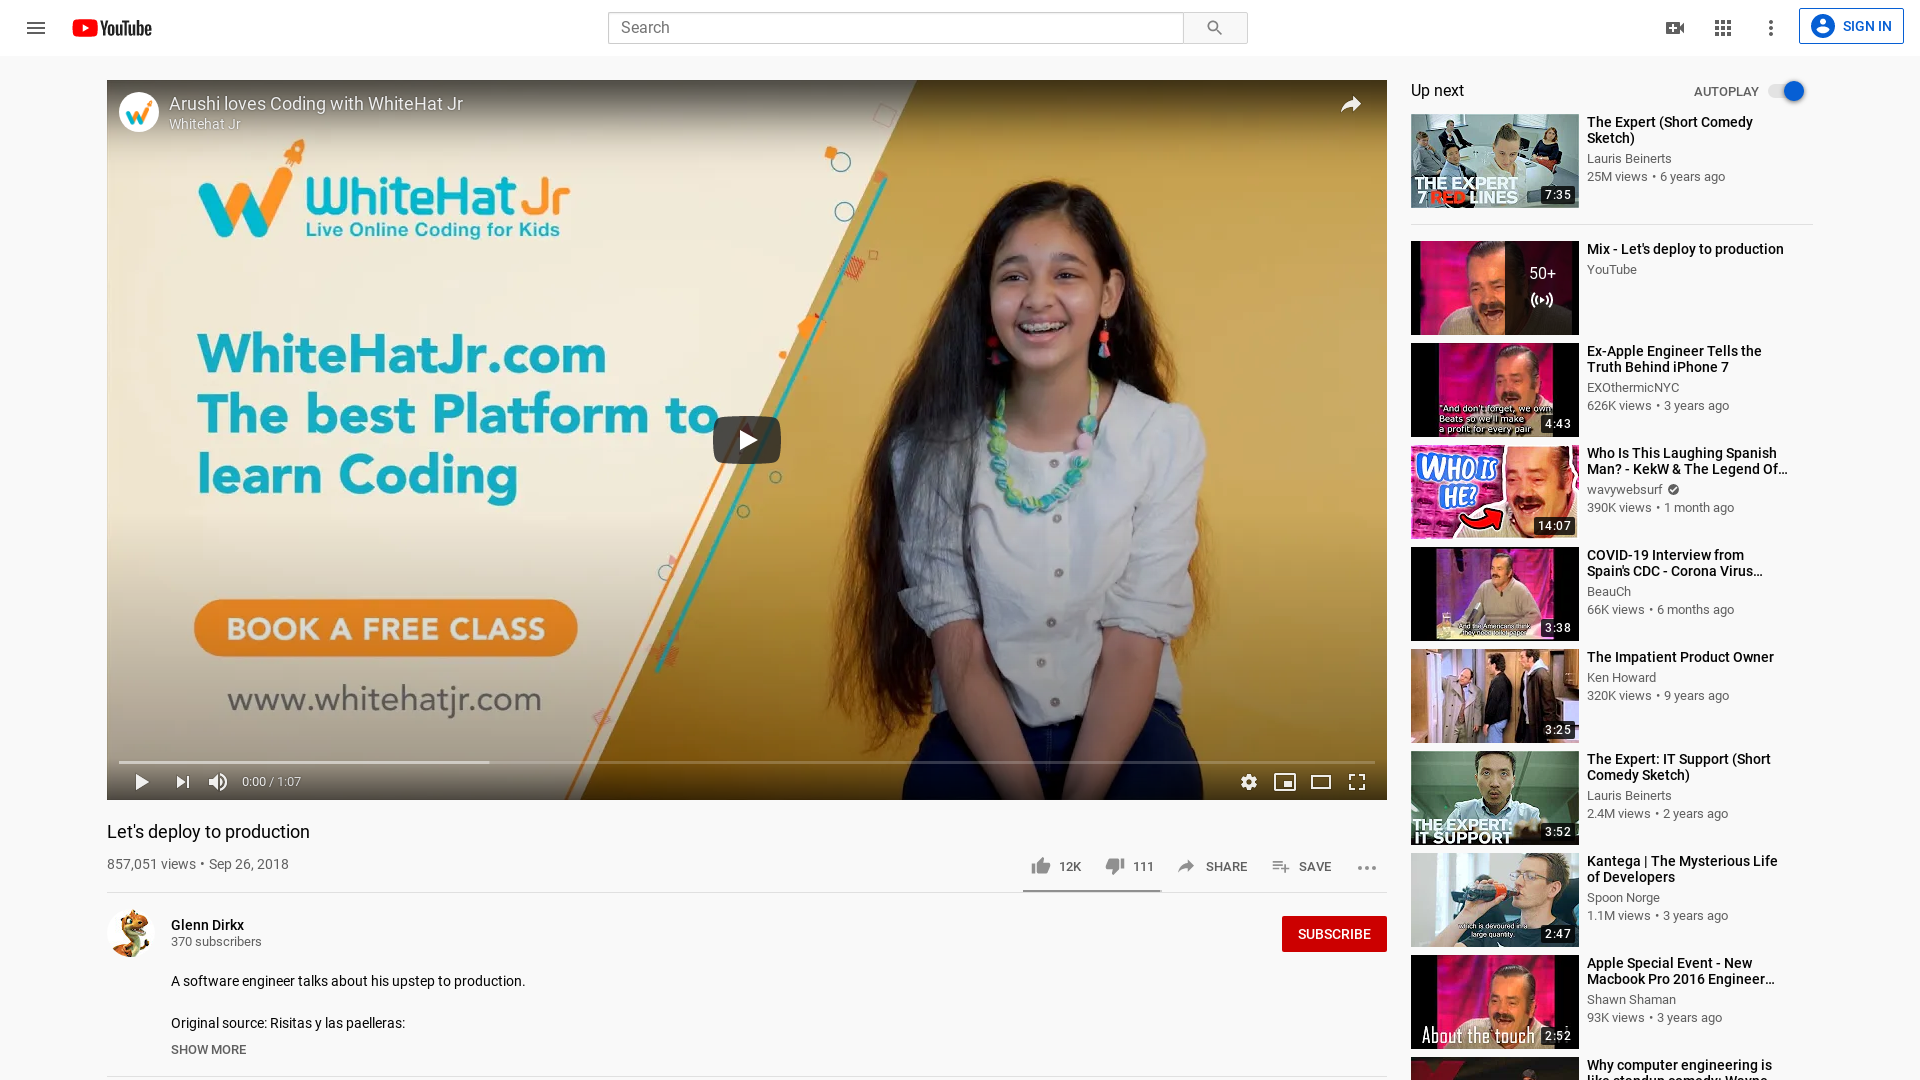 YouTube
Search
SIGN IN
Arushi loves Coding with WhiteHat Jr
Whitehat Jr
WhiteHat Jr
Live Online Coding for Kids
WhiteHatJr.com
The best Platform to
learn Coding
BOOK A FREE CLASS
www.whitehatjr.com
0:00 / 1:07
Let's deploy to production
857,051 views • Sep 26, 2018
12K
111
SHARE
SAVE
Glenn Dirkx
370 subscribers
SUBSCRIBE
A software engineer talks about his upstep to production.
Original source: Risitas y las paelleras:
SHOW MORE
Up next
AUTOPLAY
THE EXPERT
7 RED LINES
7:35
The Expert (Short Comedy
Sketch)
Lauris Beinerts
25M views • 6 years ago
50+
Mix - Let's deploy to production
YouTube
"And don't forget, we own
Beats so we'll make
a profit for every pair
4:43
Ex-Apple Engineer Tells the
Truth Behind iPhone 7
EXOthermicNYC
626K views • 3 years ago
WHO IS
HE?
14:07
Who Is This Laughing Spanish
Man? - KekW & The Legend Of...
wavywebsurf
390K views • 1 month ago
And the Americans think
they need toilet paper
3:38
COVID-19 Interview from
Spain's CDC - Corona Virus...
BeauCh
66K views • 6 months ago
3:25
The Impatient Product Owner
Ken Howard
320K views • 9 years ago
THE EXPERT:
IT SUPPORT
3:52
The Expert: IT Support (Short
Comedy Sketch)
Lauris Beinerts
2.4M views • 2 years ago
which is devoured in a
large quantity.
2:47
Kantega | The Mysterious Life
of Developers
Spoon Norge
1.1M views • 3 years ago
About the touch
2:52
Apple Special Event - New
Macbook Pro 2016 Engineer...
Shawn Shaman
93K views • 3 years ago
Why computer engineering is
like standup comedy: Wayne